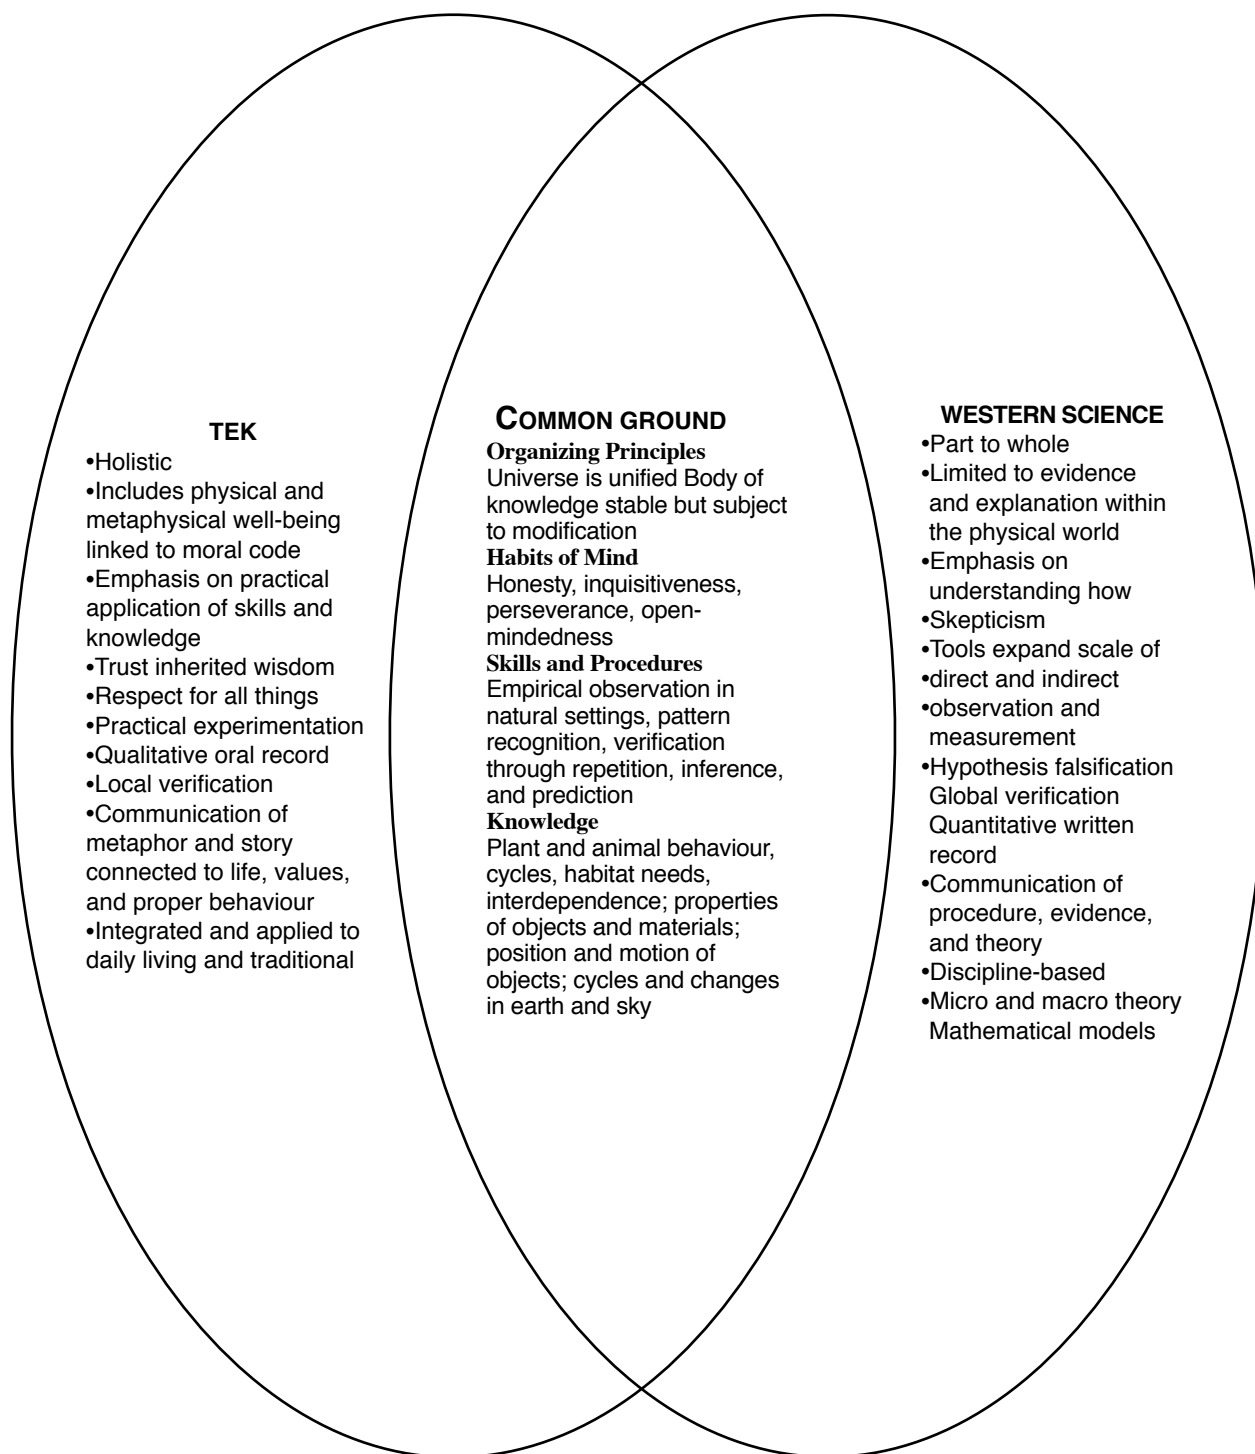 TEK
•Holistic
•Includes physical and
metaphysical well-being
linked to moral code
•Emphasis on practical
application of skills and
knowledge
•Trust inherited wisdom
•Respect for all things
•Practical experimentation
•Qualitative oral record
•Local verification
•Communication of
metaphor and story
connected to life, values,
and proper behaviour
•Integrated and applied to
daily living and traditional
COMMON GROUND
Organizing Principles
Universe is unified Body of
knowledge stable but subject
to modification
Habits of Mind
Honesty, inquisitiveness,
perseverance, open-
mindedness
Skills and Procedures
Empirical observation in
natural settings, pattern
recognition, verification
through repetition, inference,
and prediction
Knowledge
Plant and animal behaviour,
cycles, habitat needs,
interdependence; properties
of objects and materials;
position and motion of
objects; cycles and changes
in earth and sky
WESTERN SCIENCE
•Part to whole
•Limited to evidence
and explanation within
the physical world
•Emphasis on
understanding how
•Skepticism
•Tools expand scale of
•direct and indirect
•observation and
measurement
•Hypothesis falsification
Global verification
Quantitative written
record
•Communication of
procedure, evidence,
and theory
•Discipline-based
•Micro and macro theory
Mathematical models